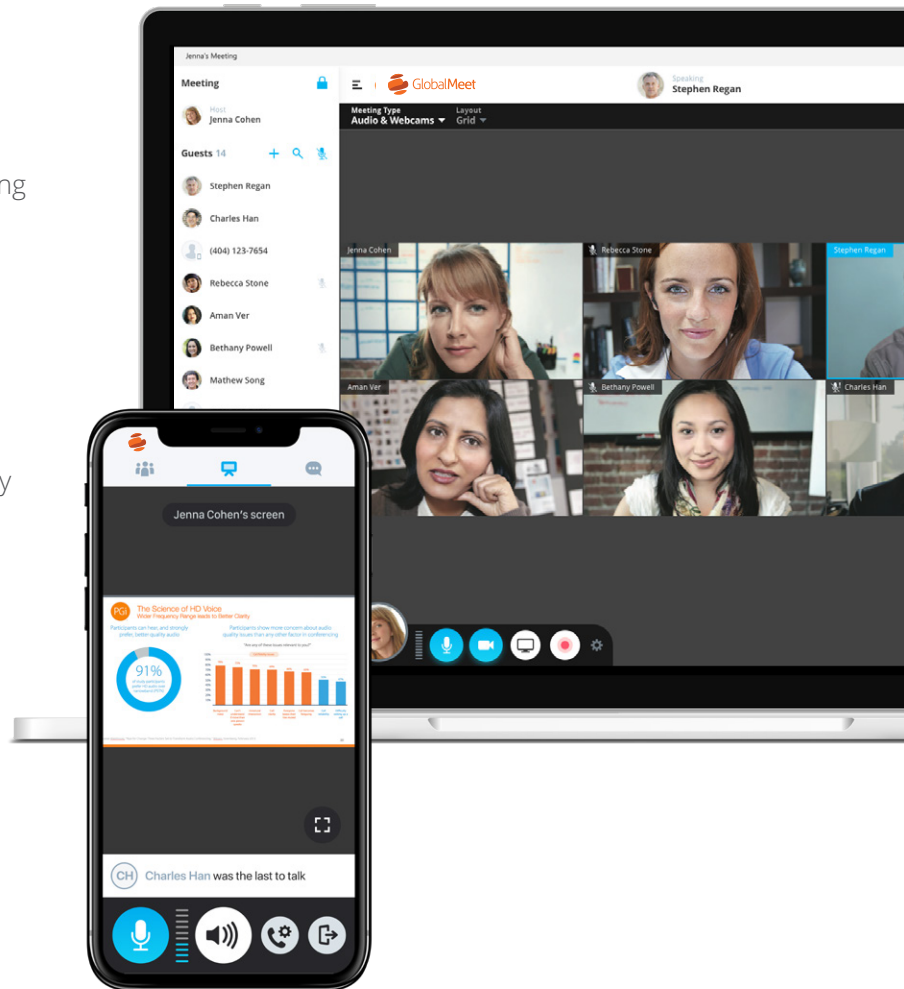 ng
y
Jenna's Meeting
Meeting
Host
Jenna Cohen
Guests 14
Stephen Regan
Charles Han
(404) 123-7654
Rebecca Stone
Aman Ver
Bethany Powell
Mathew Song
GlobalMeet
Speaking
Stephen Regan
Meeting Type
Audio & Webcams
Layout
Grid
Jenna Cohen
Rebecca Stone
Stephen Regan
Aman Ver
Bethany Powell
Charles Han
Jenna Cohen's screen
PGi
The Science of HD Voice
Wider Frequency Range leads to Better Clarity
Participants can hear, and strongly
prefer, better quality audio
Participants show more concern about audio
quality issues than any other factor in conferencing
91%
CH
Charles Han was the last to talk